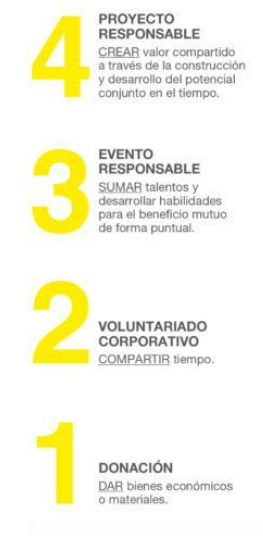 4
PROYECTO
RESPONSABLE
CREAR valor compartido
a través de la construcción
y desarrollo del potencial
conjunto en el tiempo.
3
EVENTO
RESPONSABLE
SUMAR talentos y
desarrollar habilidades
para el beneficio mutuo
de forma puntual.
2
VOLUNTARIADO
CORPORATIVO
COMPARTIR tiempo.
1
DONACIÓN
DAR bienes económicos
o materiales.